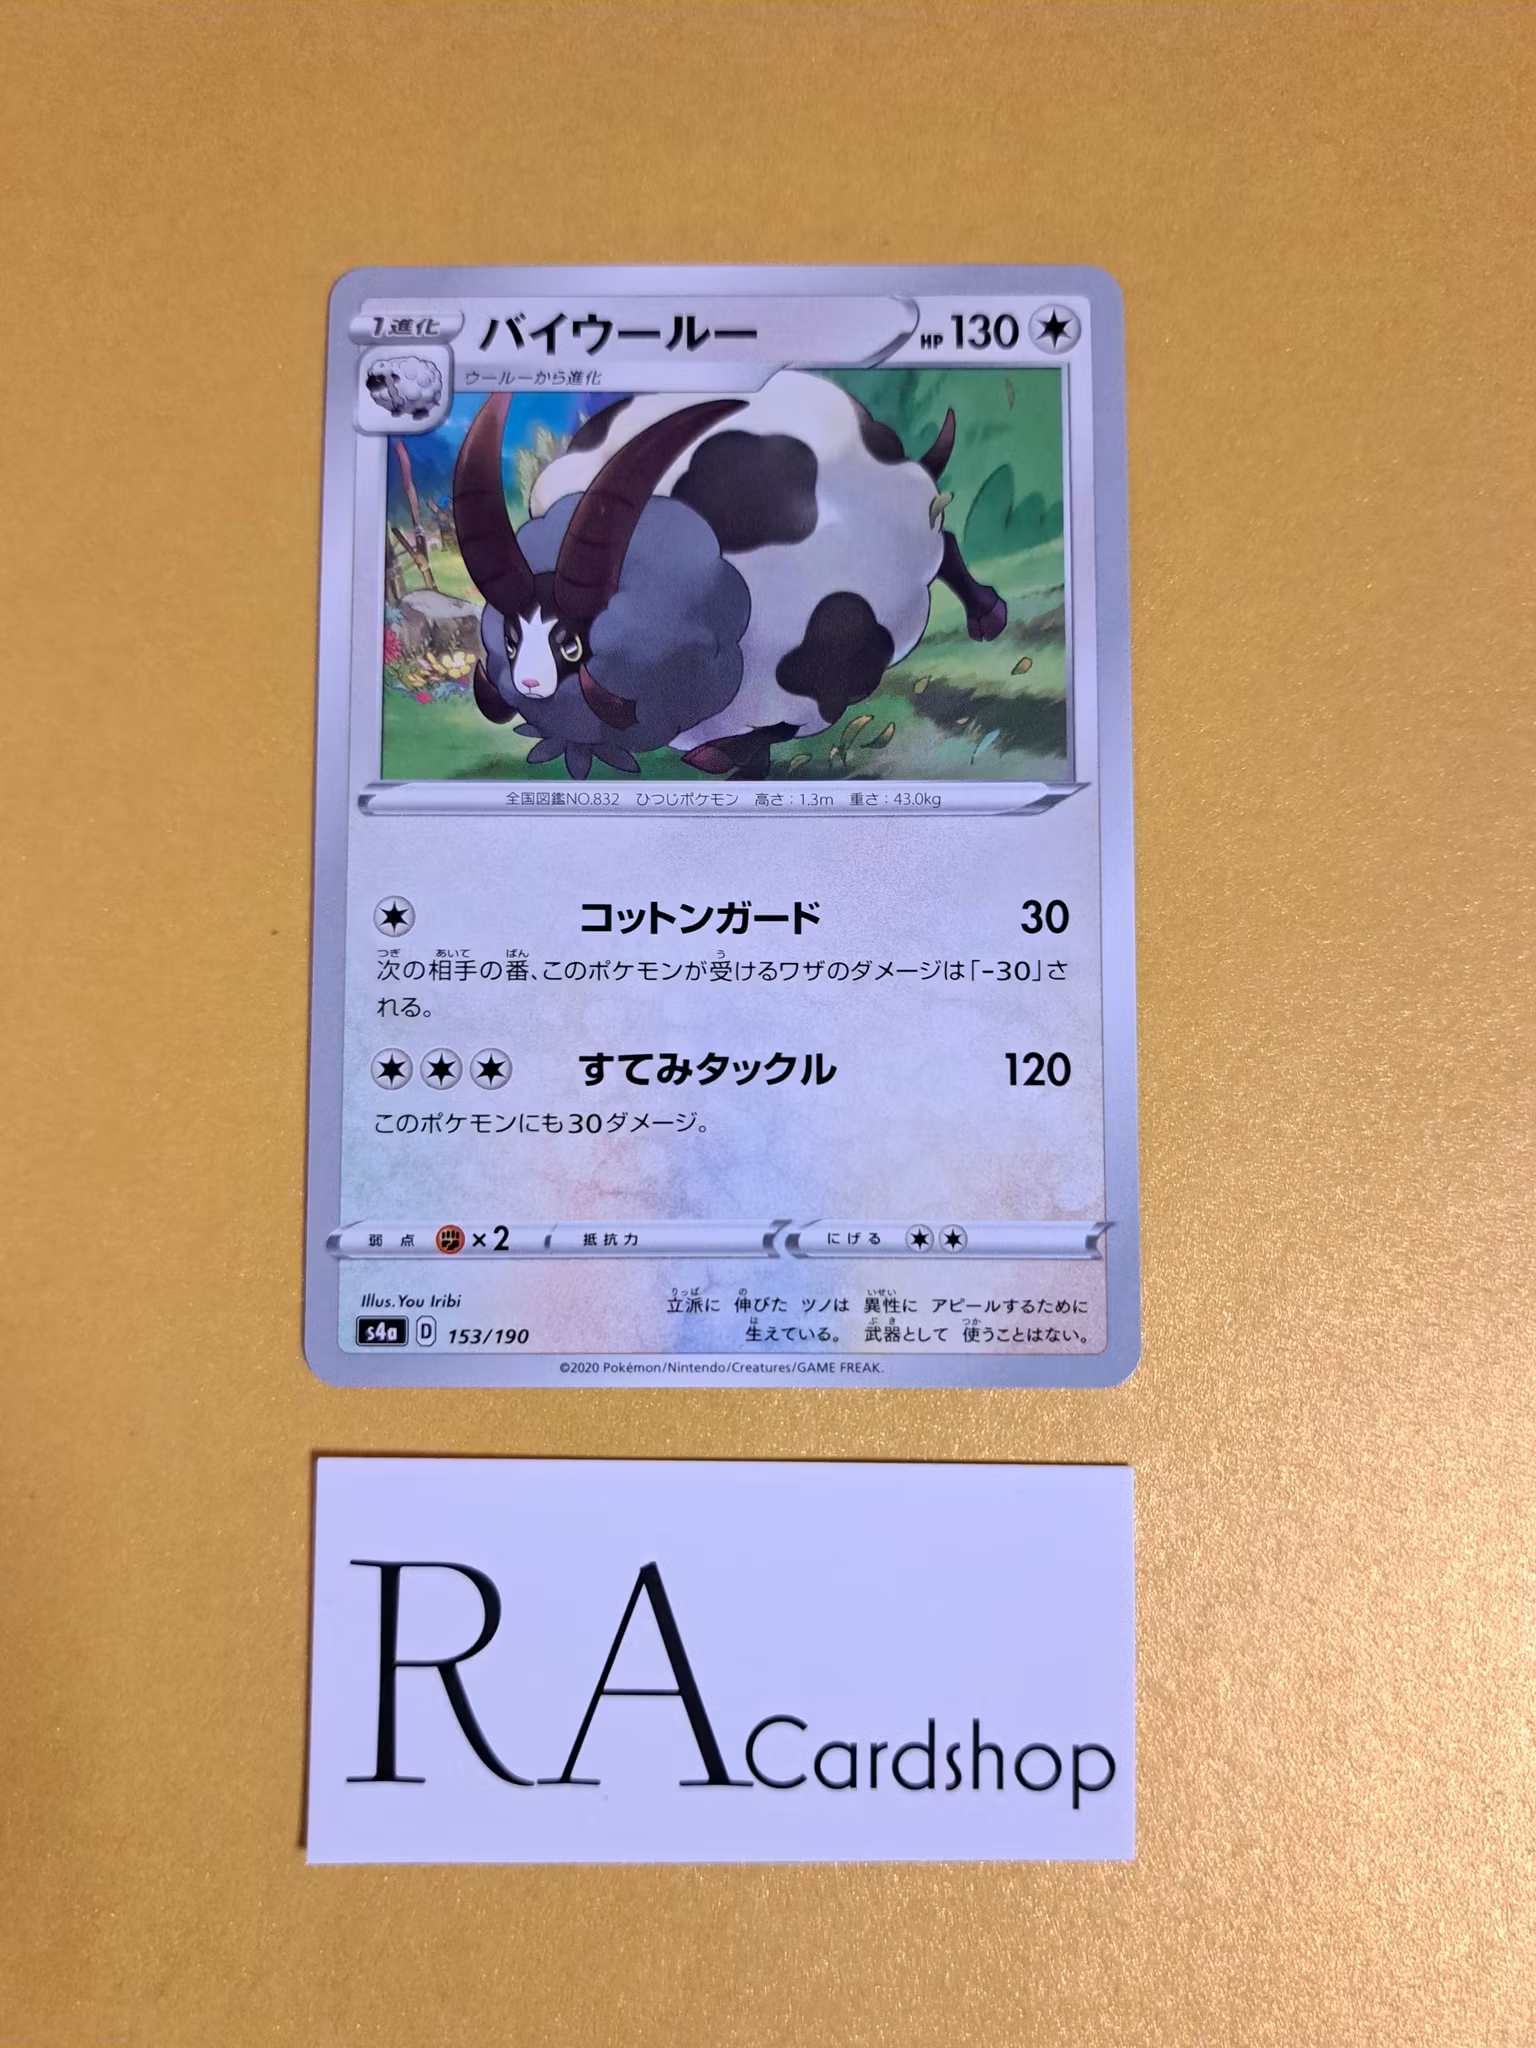 1進化
バイウールー
HP 130
ウールーから進化
全国図鑑NO.832 ひつじポケモン 高さ：1.3m 重さ：43.0kg
コットンガード 30
次の相手の番、このポケモンが受けるワザのダメージは「-30」さ
れる。
すてみタックル 120
このポケモンにも30ダメージ。
弱点 ×2 抵抗力 にげる
Illus. You Iribi
立派に 伸びた ツノは 異性に アピールするために
生えている。 武器として 使うことはない。
s4a D 153/190
©2020 Pokémon/Nintendo/Creatures/GAME FREAK.
RA Cardshop